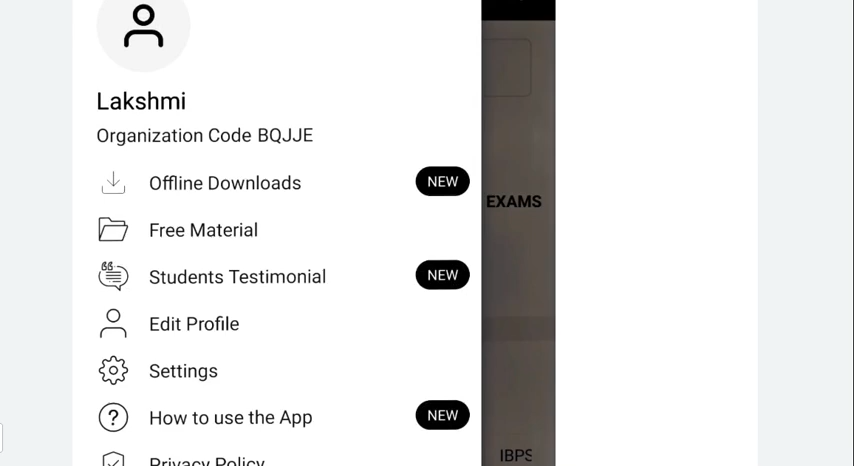 Lakshmi
Organization Code BQJJE
Offline Downloads NEW
EXAMS
Free Material
Students Testimonial NEW
Edit Profile
Settings
How to use the App NEW
IBPS
Privacy Policy